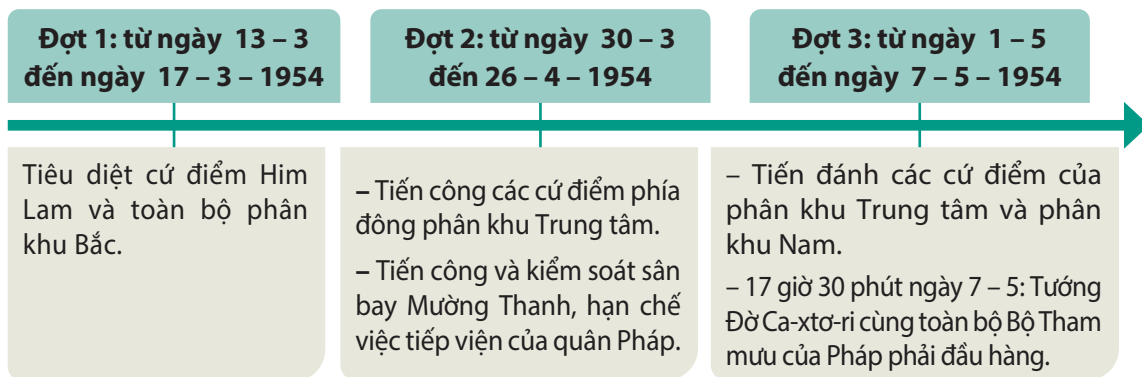 Đợt 1: từ ngày 13 – 3
đến ngày 17 – 3 – 1954
Tiêu diệt cứ điểm Him
Lam và toàn bộ phân
khu Bắc.
Đợt 2: từ ngày 30 – 3
đến 26 – 4 – 1954
– Tiến công các cứ điểm phía
đông phân khu Trung tâm.
– Tiến công và kiểm soát sân
bay Mường Thanh, hạn chế
việc tiếp viện của quân Pháp.
Đợt 3: từ ngày 1 – 5
đến ngày 7 – 5 – 1954
– Tiến đánh các cứ điểm của
phân khu Trung tâm và phân
khu Nam.
– 17 giờ 30 phút ngày 7 – 5: Tướng
Đờ Ca-xtơ-ri cùng toàn bộ Bộ Tham
mưu của Pháp phải đầu hàng.